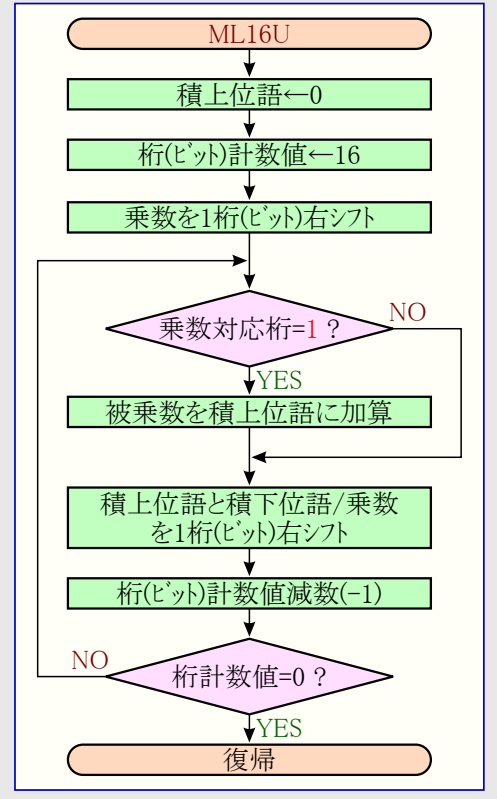 ML16U
積上位語←0
桁(ﾋﾞｯﾄ)計数値←16
乗数を1桁(ﾋﾞｯﾄ)右シフト
乗数対応桁=1 ?
NO
YES
被乗数を積上位語に加算
積上位語と積下位語/乗数
を1桁(ﾋﾞｯﾄ)右シフト
桁(ﾋﾞｯﾄ)計数値減数(-1)
NO
桁計数値=0 ?
YES
復帰